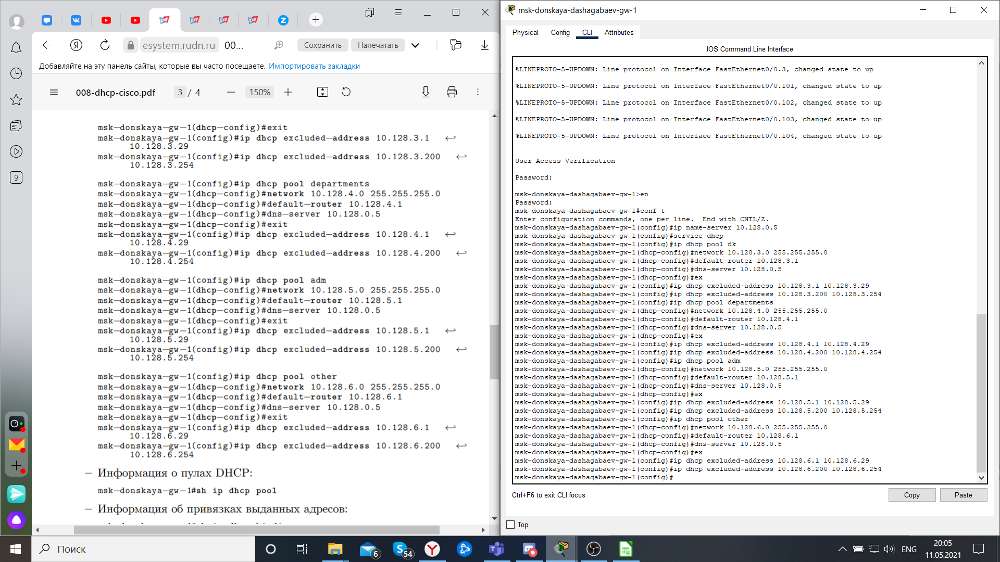 esystem.rudn.ru
00...
Сохранить
Напечатать
Добавляйте на эту панель сайты, которые вы часто посещаете. Импортировать закладки
008-dhcp-cisco.pdf
3 / 4
150%
9
msk—donskaya—gw—1(dhcp—config)#exit
msk—donskaya—gw—1(config)#ip dhcp excluded—address 10.128.3.1 ↩
10.128.3.29
msk—donskaya—gw—1(config)#ip dhcp excluded—address 10.128.3.200 ↩
10.128.3.254
msk—donskaya—gw—1(config)#ip dhcp pool departments
msk—donskaya—gw—1(dhcp—config)#network 10.128.4.0 255.255.255.0
msk—donskaya—gw—1(dhcp—config)#default—router 10.128.4.1
msk—donskaya—gw—1(dhcp—config)#dns—server 10.128.0.5
msk—donskaya—gw—1(dhcp—config)#exit
msk—donskaya—gw—1(config)#ip dhcp excluded—address 10.128.4.1 ↩
10.128.4.29
msk—donskaya—gw—1(config)#ip dhcp excluded—address 10.128.4.200 ↩
10.128.4.254
msk—donskaya—gw—1(config)#ip dhcp pool adm
msk—donskaya—gw—1(dhcp—config)#network 10.128.5.0 255.255.255.0
msk—donskaya—gw—1(dhcp—config)#default—router 10.128.5.1
msk—donskaya—gw—1(dhcp—config)#dns—server 10.128.0.5
msk—donskaya—gw—1(dhcp—config)#exit
msk—donskaya—gw—1(config)#ip dhcp excluded—address 10.128.5.1 ↩
10.128.5.29
msk—donskaya—gw—1(config)#ip dhcp excluded—address 10.128.5.200 ↩
10.128.5.254
msk—donskaya—gw—1(config)#ip dhcp pool other
msk—donskaya—gw—1(dhcp—config)#network 10.128.6.0 255.255.255.0
msk—donskaya—gw—1(dhcp—config)#default—router 10.128.6.1
msk—donskaya—gw—1(dhcp—config)#dns—server 10.128.0.5
msk—donskaya—gw—1(dhcp—config)#exit
msk—donskaya—gw—1(config)#ip dhcp excluded—address 10.128.6.1 ↩
10.128.6.29
msk—donskaya—gw—1(config)#ip dhcp excluded—address 10.128.6.200 ↩
10.128.6.254
— Информация о пулах DHCP:
msk—donskaya—gw—1#sh ip dhcp pool
— Информация об привязках выданных адресов:
msk-donskaya-dashagabaev-gw-1
Physical Config CLI Attributes
IOS Command Line Interface
%LINEPROTO-5-UPDOWN: Line protocol on Interface FastEthernet0/0.3, changed state to up
%LINEPROTO-5-UPDOWN: Line protocol on Interface FastEthernet0/0.101, changed state to up
%LINEPROTO-5-UPDOWN: Line protocol on Interface FastEthernet0/0.102, changed state to up
%LINEPROTO-5-UPDOWN: Line protocol on Interface FastEthernet0/0.103, changed state to up
%LINEPROTO-5-UPDOWN: Line protocol on Interface FastEthernet0/0.104, changed state to up
User Access Verification
Password:
msk-donskaya-dashagabaev-gw-1>en
Password:
msk-donskaya-dashagabaev-gw-1#conf t
Enter configuration commands, one per line. End with CNTL/Z.
msk-donskaya-dashagabaev-gw-1(config)#ip name-server 10.128.0.5
msk-donskaya-dashagabaev-gw-1(config)#service dhcp
msk-donskaya-dashagabaev-gw-1(config)#ip dhcp pool dk
msk-donskaya-dashagabaev-gw-1(dhcp-config)#network 10.128.3.0 255.255.255.0
msk-donskaya-dashagabaev-gw-1(dhcp-config)#default-router 10.128.3.1
msk-donskaya-dashagabaev-gw-1(dhcp-config)#dns-server 10.128.0.5
msk-donskaya-dashagabaev-gw-1(dhcp-config)#ex
msk-donskaya-dashagabaev-gw-1(config)#ip dhcp excluded-address 10.128.3.1 10.128.3.29
msk-donskaya-dashagabaev-gw-1(config)#ip dhcp excluded-address 10.128.3.200 10.128.3.254
msk-donskaya-dashagabaev-gw-1(config)#ip dhcp pool departments
msk-donskaya-dashagabaev-gw-1(dhcp-config)#network 10.128.4.0 255.255.255.0
msk-donskaya-dashagabaev-gw-1(dhcp-config)#default-router 10.128.4.1
msk-donskaya-dashagabaev-gw-1(dhcp-config)#dns-server 10.128.0.5
msk-donskaya-dashagabaev-gw-1(dhcp-config)#ex
msk-donskaya-dashagabaev-gw-1(config)#ip dhcp excluded-address 10.128.4.1 10.128.4.29
msk-donskaya-dashagabaev-gw-1(config)#ip dhcp excluded-address 10.128.4.200 10.128.4.254
msk-donskaya-dashagabaev-gw-1(config)#ip dhcp pool adm
msk-donskaya-dashagabaev-gw-1(dhcp-config)#network 10.128.5.0 255.255.255.0
msk-donskaya-dashagabaev-gw-1(dhcp-config)#default-router 10.128.5.1
msk-donskaya-dashagabaev-gw-1(dhcp-config)#dns-server 10.128.0.5
msk-donskaya-dashagabaev-gw-1(dhcp-config)#ex
msk-donskaya-dashagabaev-gw-1(config)#ip dhcp excluded-address 10.128.5.1 10.128.5.29
msk-donskaya-dashagabaev-gw-1(config)#ip dhcp excluded-address 10.128.5.200 10.128.5.254
msk-donskaya-dashagabaev-gw-1(config)#ip dhcp pool other
msk-donskaya-dashagabaev-gw-1(dhcp-config)#network 10.128.6.0 255.255.255.0
msk-donskaya-dashagabaev-gw-1(dhcp-config)#default-router 10.128.6.1
msk-donskaya-dashagabaev-gw-1(dhcp-config)#dns-server 10.128.0.5
msk-donskaya-dashagabaev-gw-1(dhcp-config)#ex
msk-donskaya-dashagabaev-gw-1(config)#ip dhcp excluded-address 10.128.6.1 10.128.6.29
msk-donskaya-dashagabaev-gw-1(config)#ip dhcp excluded-address 10.128.6.200 10.128.6.254
msk-donskaya-dashagabaev-gw-1(config)#
Ctrl+F6 to exit CLI focus
Copy
Paste
Top
Поиск
6
54
ENG
20:05
11.05.2021